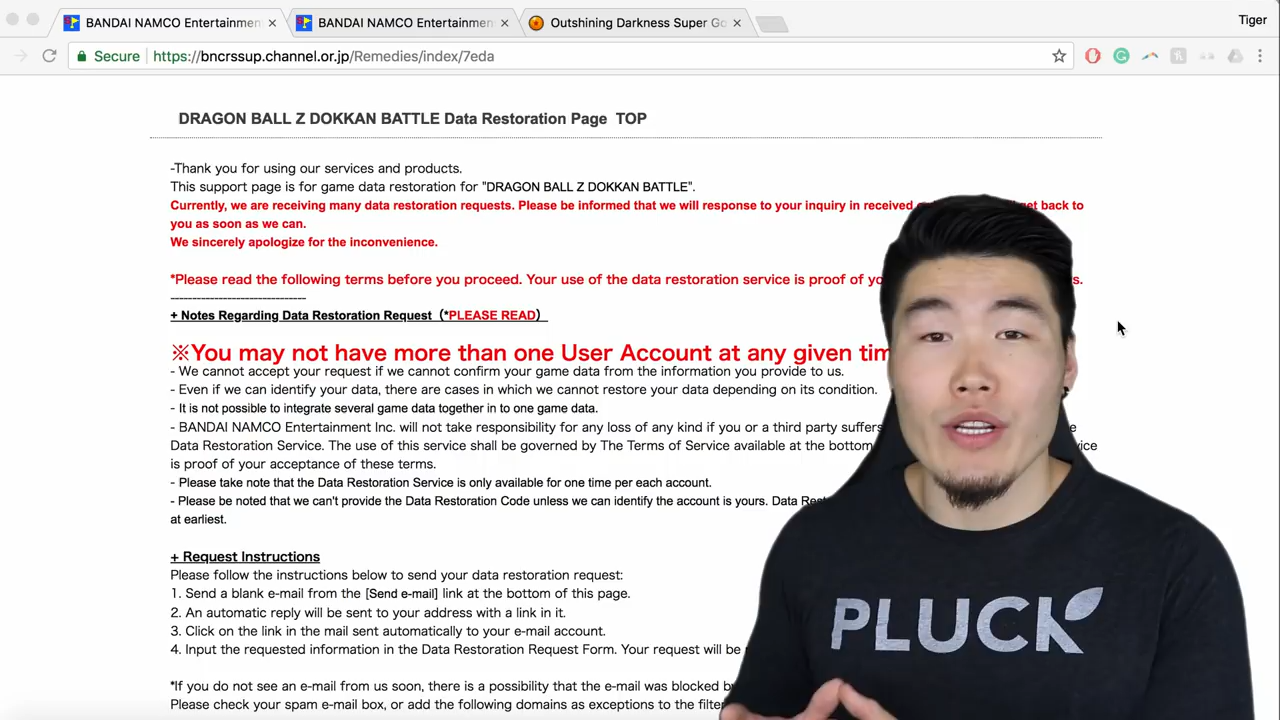 BANDAI NAMCO Entertainmen
BANDAI NAMCO Entertainmen
Outshining Darkness Super Go
Tiger
Secure
https://bncrssup.channel.or.jp/Remedies/index/7eda
DRAGON BALL Z DOKKAN BATTLE Data Restoration Page TOP
-Thank you for using our services and products.
This support page is for game data restoration for "DRAGON BALL Z DOKKAN BATTLE".
Currently, we are receiving many data restoration requests. Please be informed that we will response to your inquiry in received get back to
you as soon as we can.
We sincerely apologize for the inconvenience.
*Please read the following terms before you proceed. Your use of the data restoration service is proof of
------------------------------
+ Notes Regarding Data Restoration Request（*PLEASE READ）
※You may not have more than one User Account at any given
- We cannot accept your request if we cannot confirm your game data from the information you provide to us.
- Even if we can identify your data, there are cases in which we cannot restore your data depending on its condition.
- It is not possible to integrate several game data together in to one game data.
- BANDAI NAMCO Entertainment Inc. will not take responsibility for any loss of any kind if you or a third party suffers
Data Restoration Service. The use of this service shall be governed by The Terms of Service available at the bottom
is proof of your acceptance of these terms.
- Please take note that the Data Restoration Service is only available for one time per each account.
- Please be noted that we can't provide the Data Restoration Code unless we can identify the account is yours. Data
at earliest.
+ Request Instructions
Please follow the instructions below to send your data restoration request:
1. Send a blank e-mail from the [Send e-mail] link at the bottom of this page.
2. An automatic reply will be sent to your address with a link in it.
3. Click on the link in the mail sent automatically to your e-mail account.
4. Input the requested information in the Data Restoration Request Form. Your request will be
*If you do not see an e-mail from us soon, there is a possibility that the e-mail was blocked
Please check your spam e-mail box, or add the following domains as exceptions to the
PLUCK